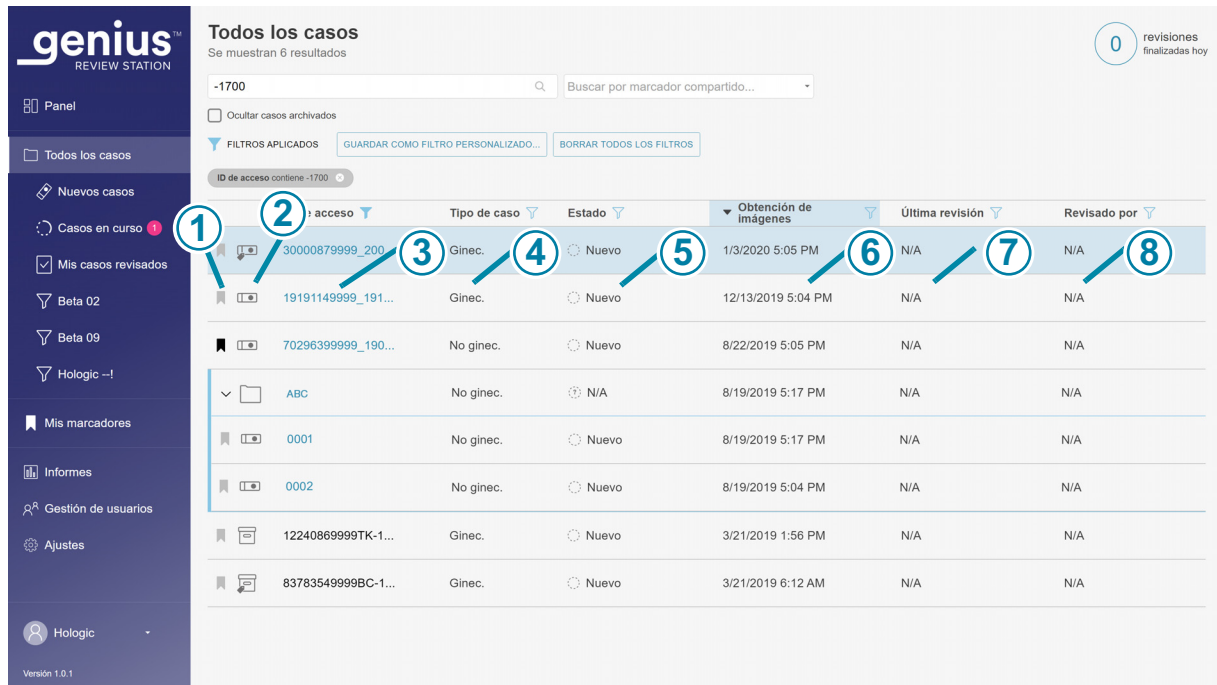 genius™
REVIEW STATION
Panel
Todos los casos
Nuevos casos
Casos en curso 1
Mis casos revisados
Beta 02
Beta 09
Hologic --!
Mis marcadores
Informes
Gestión de usuarios
Ajustes
Hologic
Versión 1.0.1
Todos los casos
Se muestran 6 resultados
0 revisiones
finalizadas hoy
-1700
Buscar por marcador compartido...
Ocultar casos archivados
FILTROS APLICADOS GUARDAR COMO FILTRO PERSONALIZADO... BORRAR TODOS LOS FILTROS
ID de acceso contiene -1700
acceso Tipo de caso Estado Obtención de imágenes Última revisión Revisado por
1 2 3 4 5 6 7 8
30000879999_200 Ginec. Nuevo 1/3/2020 5:05 PM N/A N/A
19191149999_191... Ginec. Nuevo 12/13/2019 5:04 PM N/A N/A
70296399999_190... No ginec. Nuevo 8/22/2019 5:05 PM N/A N/A
ABC No ginec. N/A 8/19/2019 5:17 PM N/A N/A
0001 No ginec. Nuevo 8/19/2019 5:17 PM N/A N/A
0002 No ginec. Nuevo 8/19/2019 5:04 PM N/A N/A
12240869999TK-1... Ginec. Nuevo 3/21/2019 1:56 PM N/A N/A
83783549999BC-1... Ginec. Nuevo 3/21/2019 6:12 AM N/A N/A